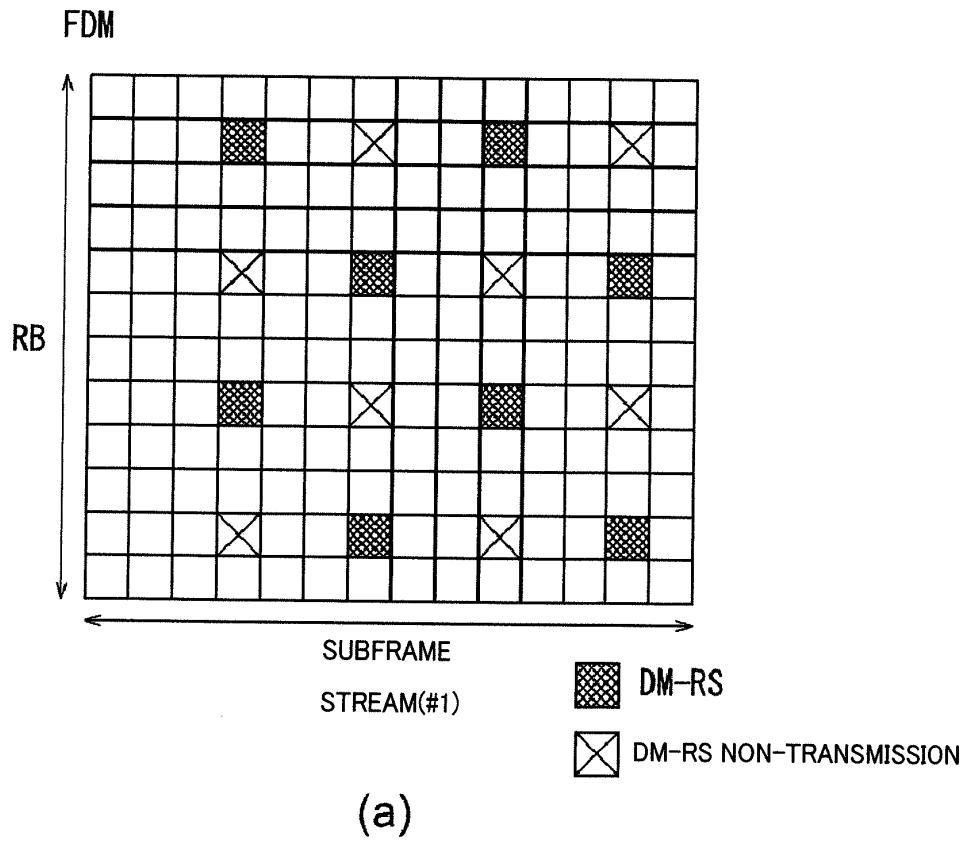 FDM
RB
SUBFRAME
STREAM(#1)
DM-RS
DM-RS NON-TRANSMISSION
(a)